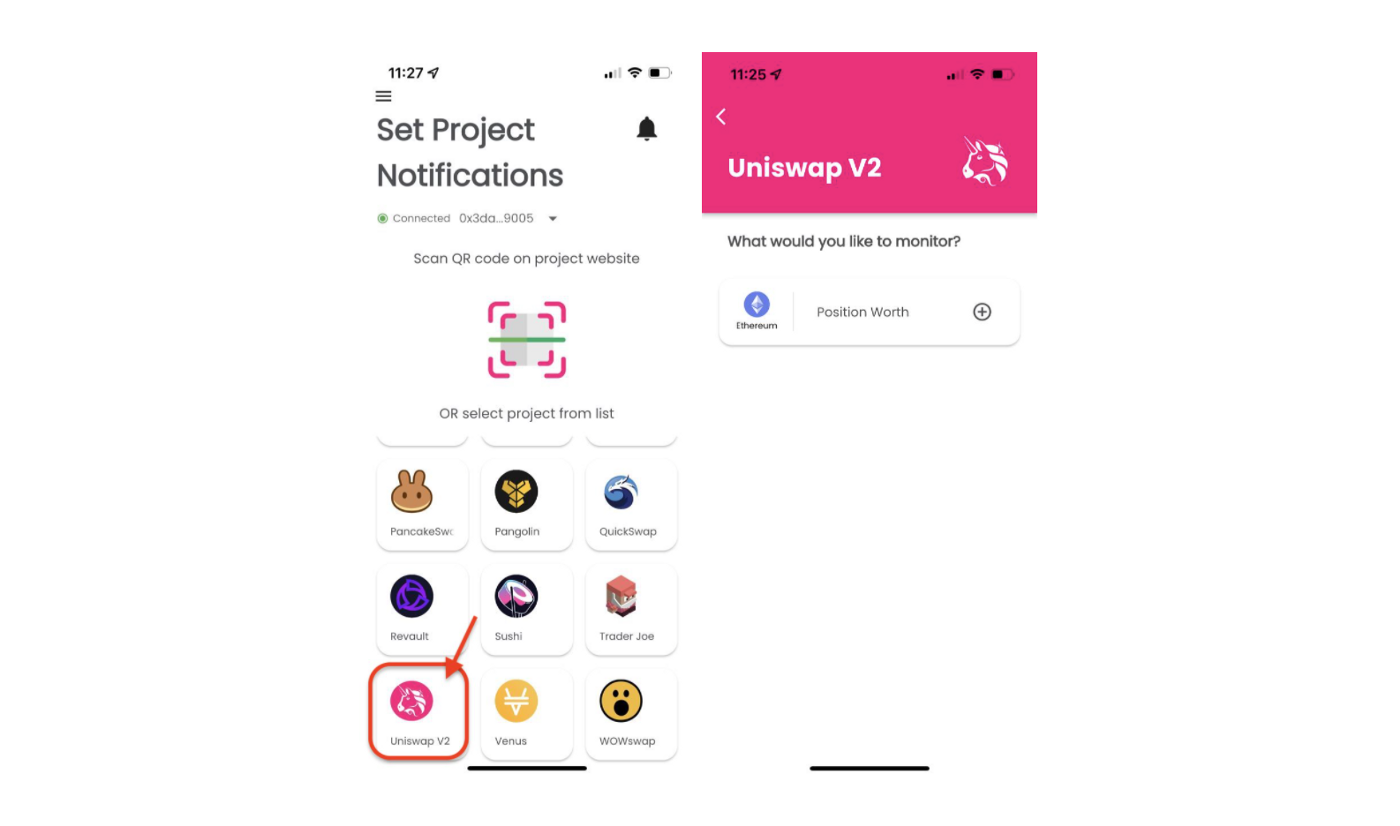 11:27
Set Project
Notifications
Connected 0x3da...9005
Scan QR code on project website
OR select project from list
PancakeSw
Pangolin
QuickSwap
Revault
Sushi
Trader Joe
Uniswap V2
Venus
WOWswap
11:25
Uniswap V2
What would you like to monitor?
Ethereum
Position Worth